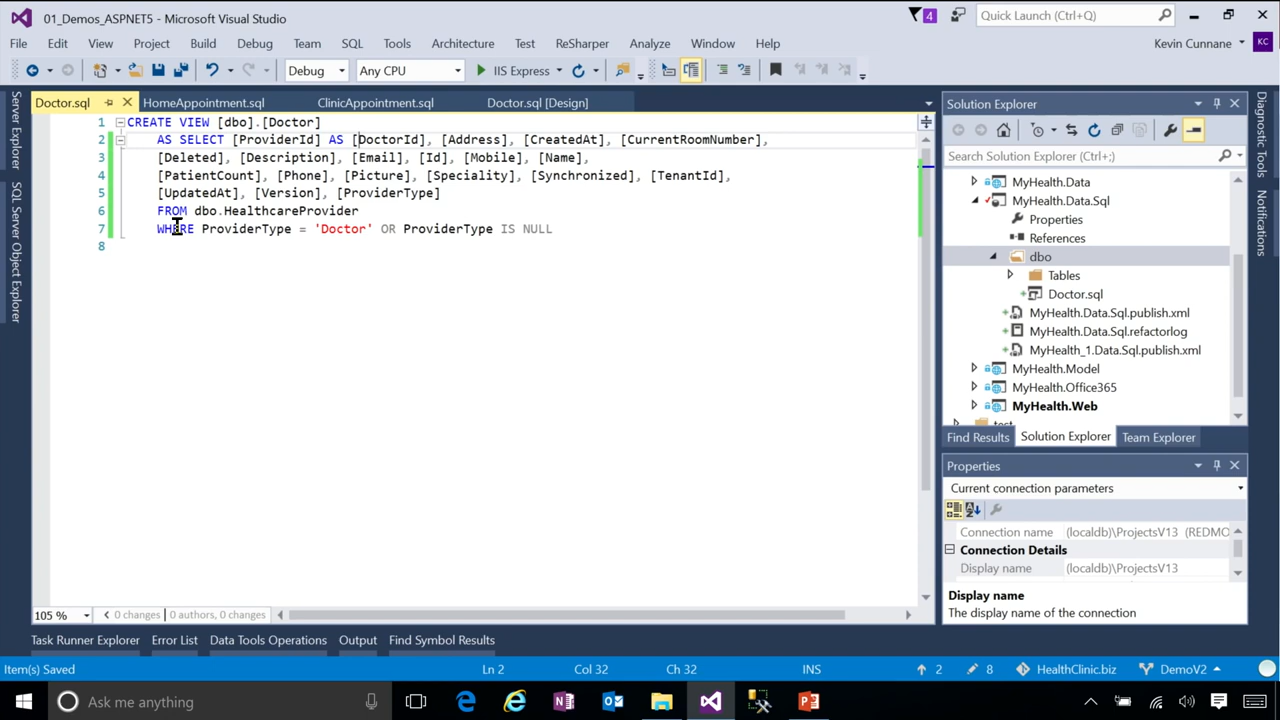 01_Demos_ASPNET5 - Microsoft Visual Studio
4
Quick Launch (Ctrl+Q)
File Edit View Project Build Debug Team SQL Tools Architecture Test ReSharper Analyze Window Help
Kevin Cunnane
KC
Debug Any CPU IIS Express
Doctor.sql HomeAppointment.sql ClinicAppointment.sql Doctor.sql [Design]
Server Explorer
SQL Server Object Explorer
1 CREATE VIEW [dbo].[Doctor]
2 AS SELECT [ProviderId] AS [DoctorId], [Address], [CreatedAt], [CurrentRoomNumber],
3 [Deleted], [Description], [Email], [Id], [Mobile], [Name],
4 [PatientCount], [Phone], [Picture], [Speciality], [Synchronized], [TenantId],
5 [UpdatedAt], [Version], [ProviderType]
6 FROM dbo.HealthcareProvider
7 WHERE ProviderType = 'Doctor' OR ProviderType IS NULL
8
105 % 0 changes | 0 authors, 0 changes
Solution Explorer
Search Solution Explorer (Ctrl+;)
MyHealth.Data
MyHealth.Data.Sql
Properties
References
dbo
Tables
Doctor.sql
MyHealth.Data.Sql.publish.xml
MyHealth.Data.Sql.refactorlog
MyHealth_1.Data.Sql.publish.xml
MyHealth.Model
MyHealth.Office365
MyHealth.Web
test
Find Results Solution Explorer Team Explorer
Properties
Current connection parameters
Connection name (localdb)\ProjectsV13 (REDMO
Connection Details
Display name (localdb)\ProjectsV13
Display name
The display name of the connection
Diagnostic Tools
Notifications
Task Runner Explorer Error List Data Tools Operations Output Find Symbol Results
Item(s) Saved Ln 2 Col 32 Ch 32 INS 2 8 HealthClinic.biz DemoV2
Ask me anything